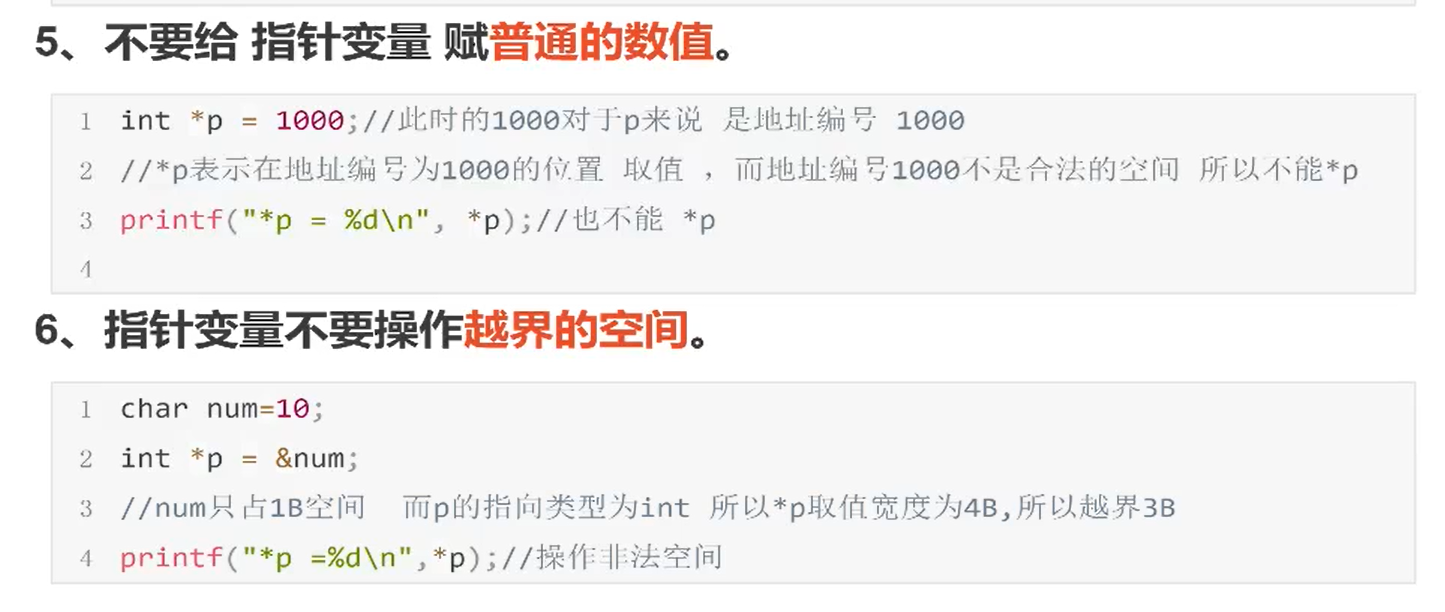 5、不要给 指针变量 赋普通的数值。
1 int *p = 1000;//此时的1000对于p来说 是地址编号 1000
2 //*p表示在地址编号为1000的位置 取值 ，而地址编号1000不是合法的空间 所以不能*p
3 printf("*p = %d\n", *p);//也不能 *p
4
6、指针变量不要操作越界的空间。
1 char num=10;
2 int *p = &num;
3 //num只占1B空间  而p的指向类型为int 所以*p取值宽度为4B,所以越界3B
4 printf("*p =%d\n",*p);//操作非法空间